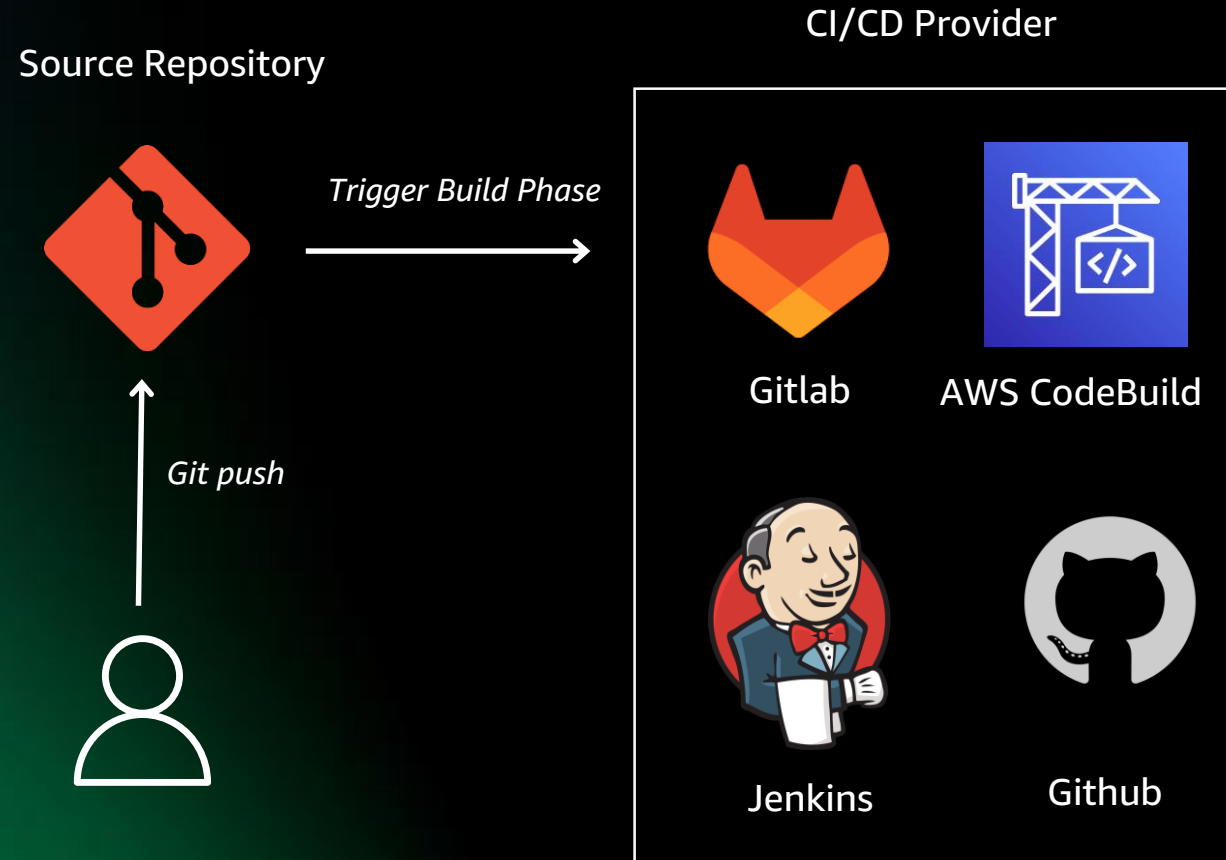 CI/CD Provider
Source Repository
Trigger Build Phase
</>
Gitlab
AWS CodeBuild
Git push
Jenkins
Github